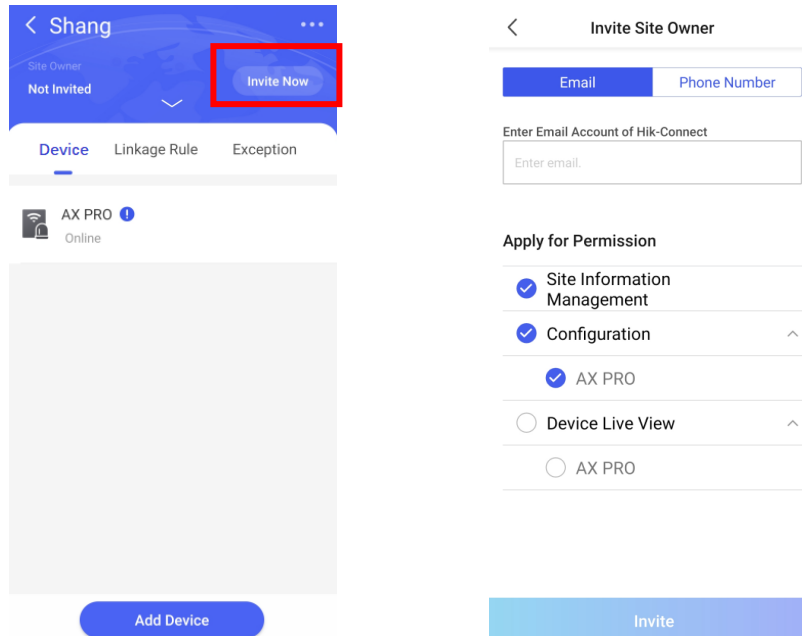 Shang
Site Owner
Not Invited
Invite Now
Device Linkage Rule Exception
AX PRO
Online
Add Device
Invite Site Owner
Email Phone Number
Enter Email Account of Hik-Connect
Enter email.
Apply for Permission
Site Information
Management
Configuration
AX PRO
Device Live View
AX PRO
Invite